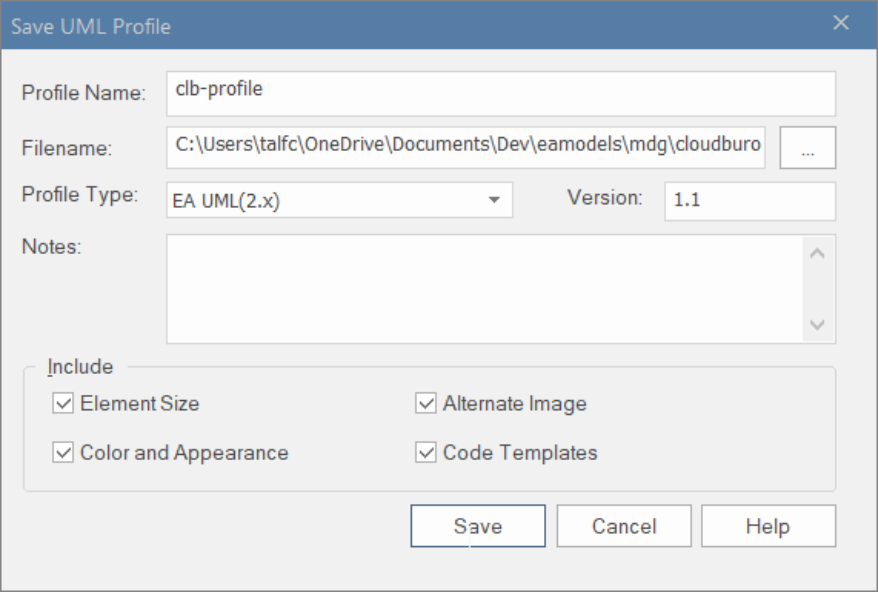 Save UML Profile
Profile Name: clb-profile
Filename: C:\Users\talfc\OneDrive\Documents\Dev\eamodels\mdg\cloudburo ...
Profile Type: EA UML(2.x) Version: 1.1
Notes:
Include
Element Size Alternate Image
Color and Appearance Code Templates
Save Cancel Help